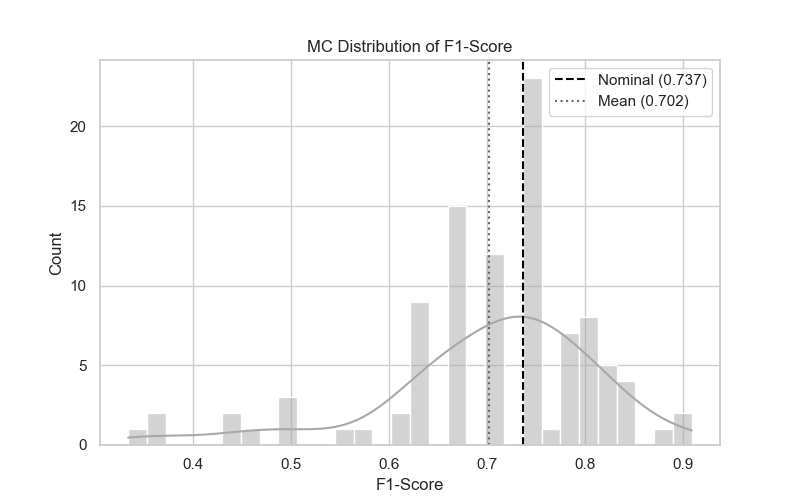 MC Distribution of F1-Score
Nominal (0.737)
Mean (0.702)
Count
20
15
10
5
0
0.4 0.5 0.6 0.7 0.8 0.9
F1-Score